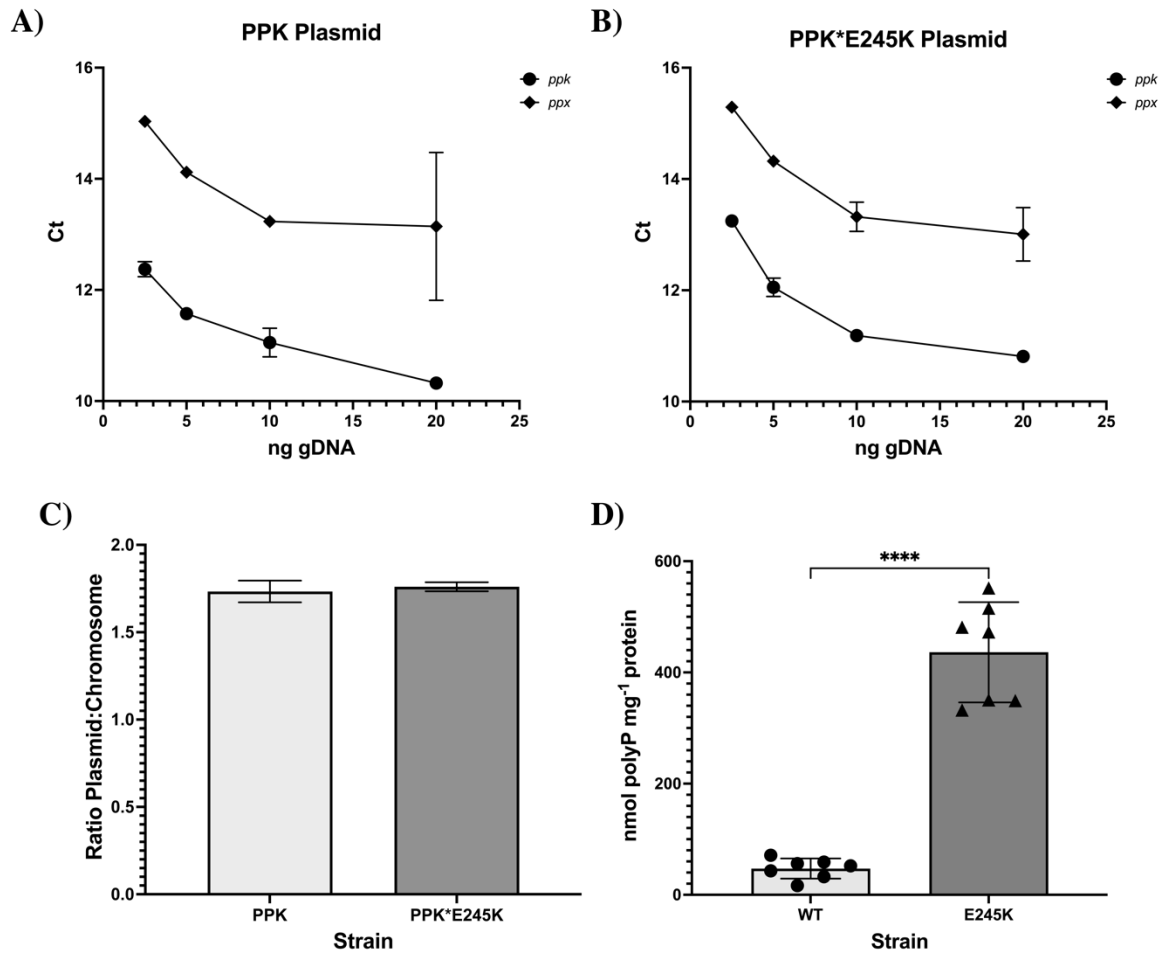 A)
PPK Plasmid
16
14
12
10
Ct
0
5
10
15
20
25
ng gDNA
ppk
ppx
B)
PPK*E245K Plasmid
16
14
12
10
Ct
0
5
10
15
20
25
ng gDNA
ppk
ppx
C)
2.0
1.5
1.0
0.5
0.0
Ratio Plasmid:Chromosome
PPK
PPK*E245K
Strain
D)
****
600
400
200
0
nmol polyP mg⁻¹ protein
WT
E245K
Strain